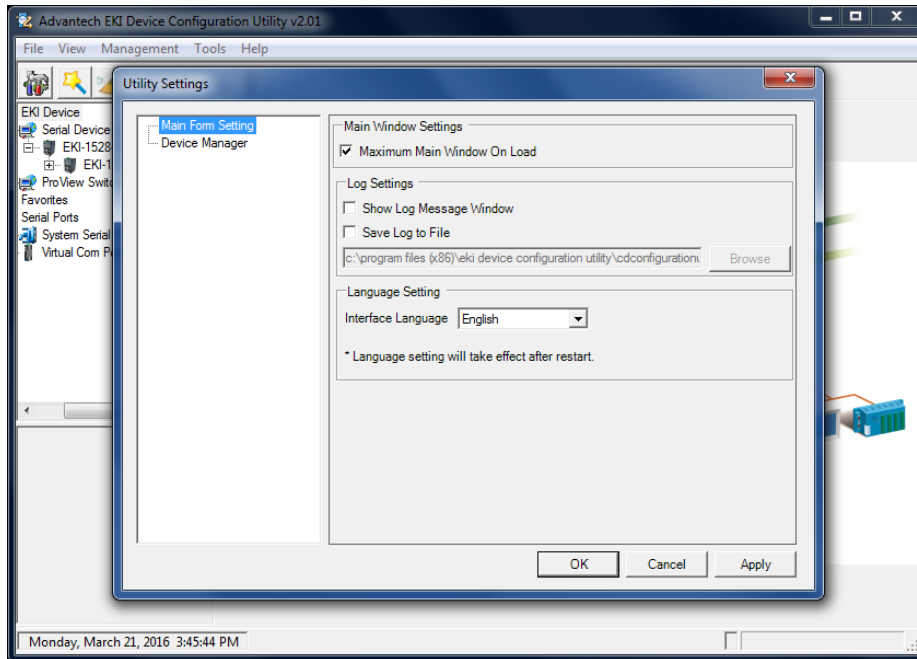 Advantech EKI Device Configuration Utility v2.01
File View Management Tools Help
Utility Settings
EKI Device
Serial Device
EKI-1528
EKI-1
ProView Swit
Favorites
Serial Ports
System Serial
Virtual Com P
Main Form Setting
Device Manager
Main Window Settings
Maximum Main Window On Load
Log Settings
Show Log Message Window
Save Log to File
c:\program files (x86)\eki device configuration utility\cdconfigurationu
Browse
Language Setting
Interface Language English
* Language setting will take effect after restart.
OK Cancel Apply
Monday, March 21, 2016 3:45:44 PM